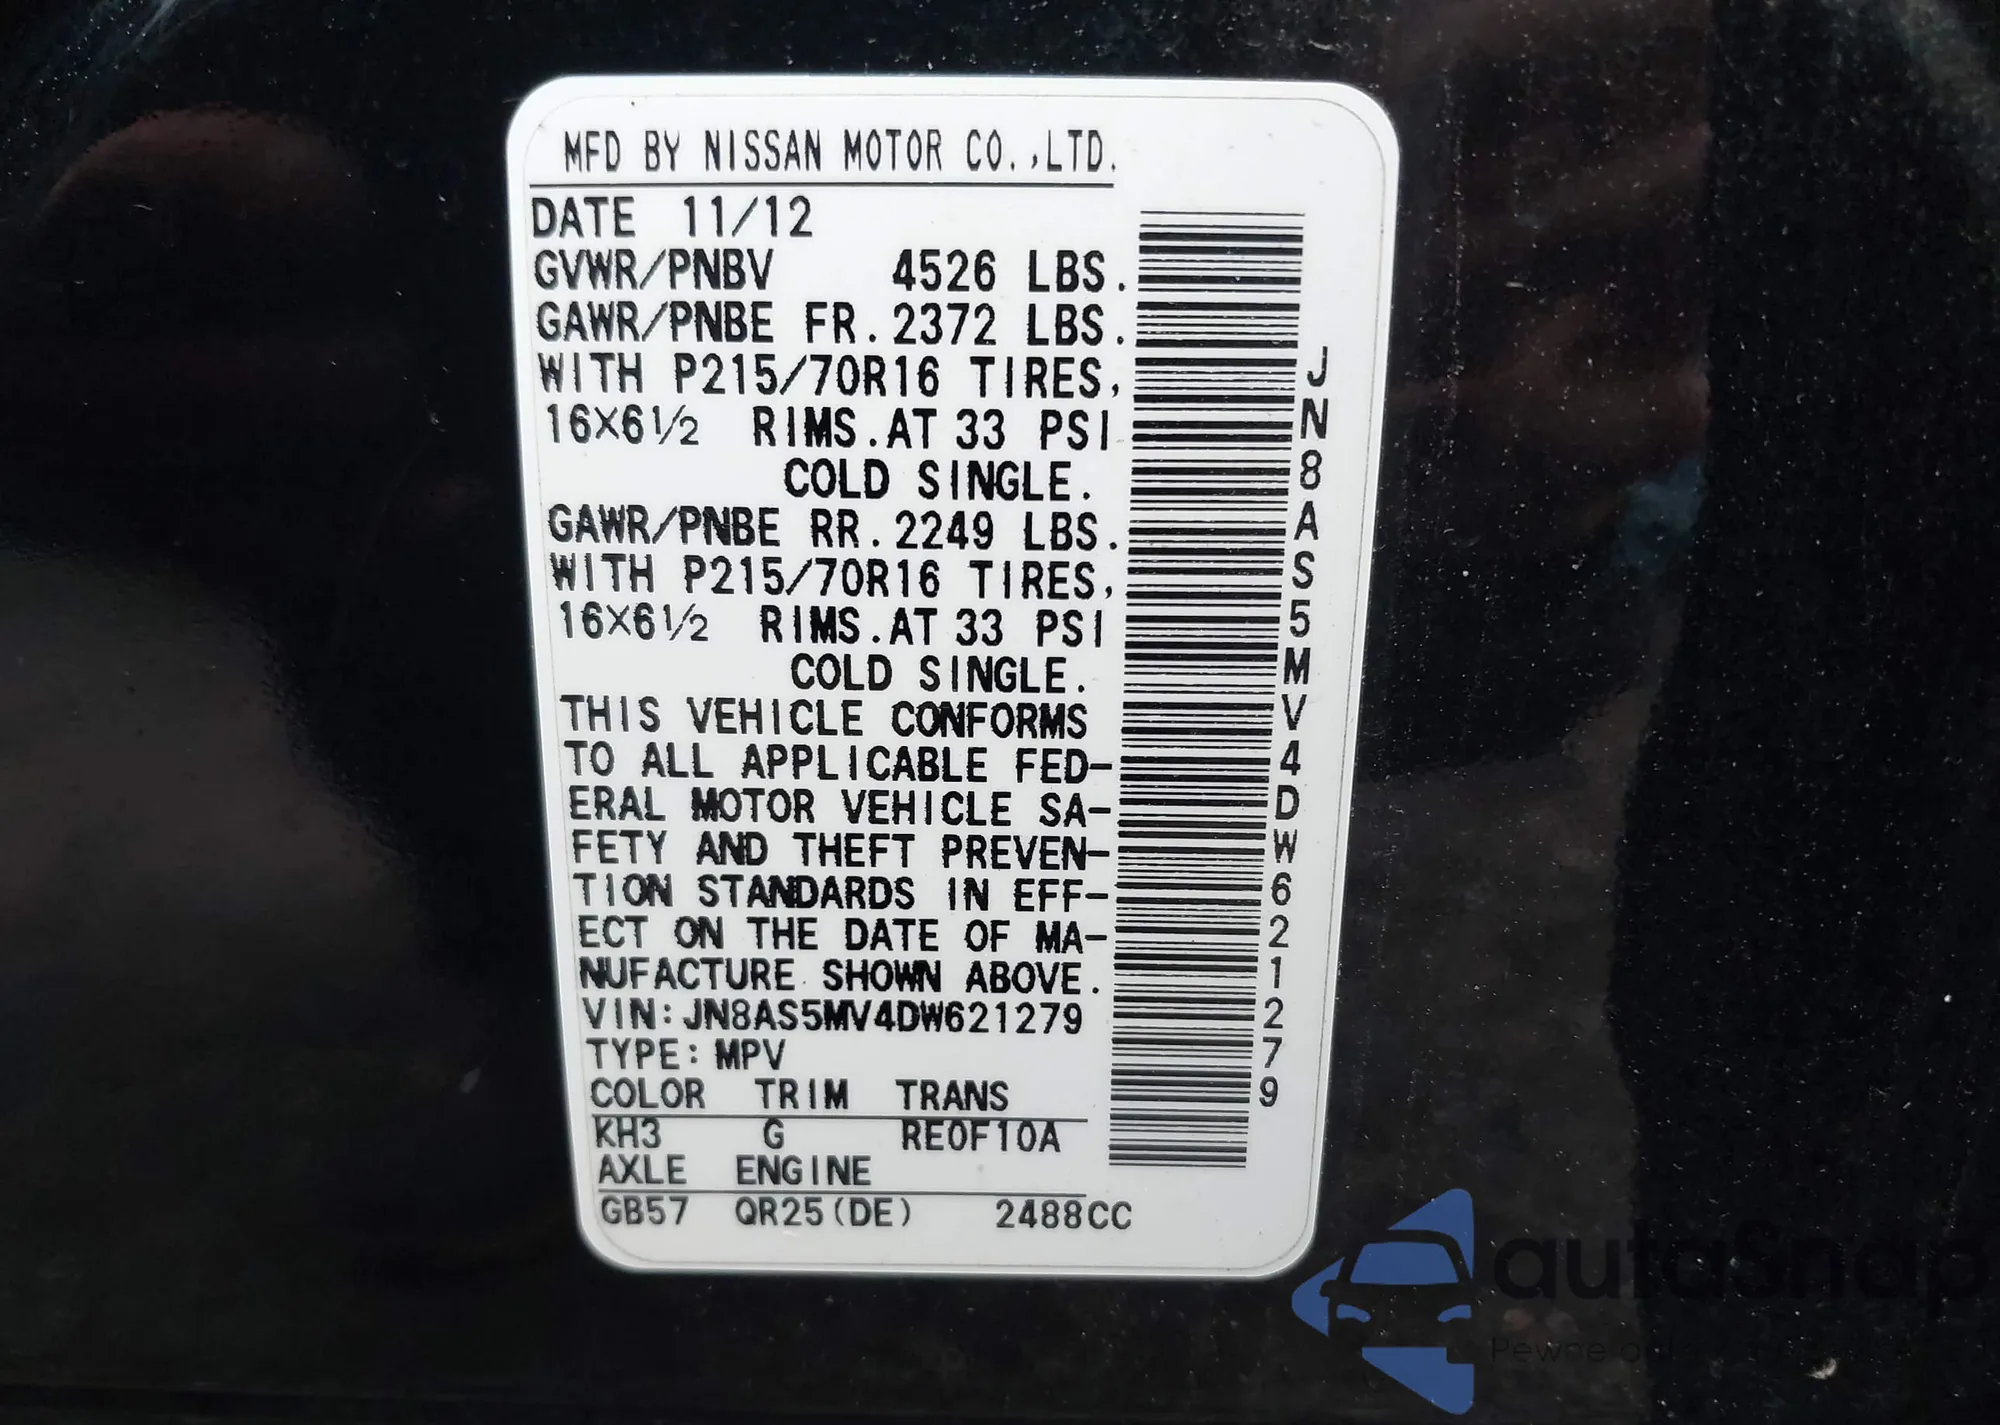 MFD BY NISSAN MOTOR CO.,LTD.
DATE 11/12
GVWR/PNBV 4526 LBS.
GAWR/PNBE FR.2372 LBS.
WITH P215/70R16 TIRES,
16X6½ RIMS.AT 33 PSI
COLD SINGLE.
GAWR/PNBE RR.2249 LBS.
WITH P215/70R16 TIRES,
16X6½ RIMS.AT 33 PSI
COLD SINGLE.
THIS VEHICLE CONFORMS
TO ALL APPLICABLE FED-
ERAL MOTOR VEHICLE SA-
FETY AND THEFT PREVEN-
TION STANDARDS IN EFF-
ECT ON THE DATE OF MA-
NUFACTURE SHOWN ABOVE.
VIN:JN8AS5MV4DW621279
TYPE:MPV
COLOR TRIM TRANS
KH3 G RE0F10A
AXLE ENGINE
GB57 QR25(DE) 2488CC
JN8AS5MV4DW621279
autaSnap
Pewne